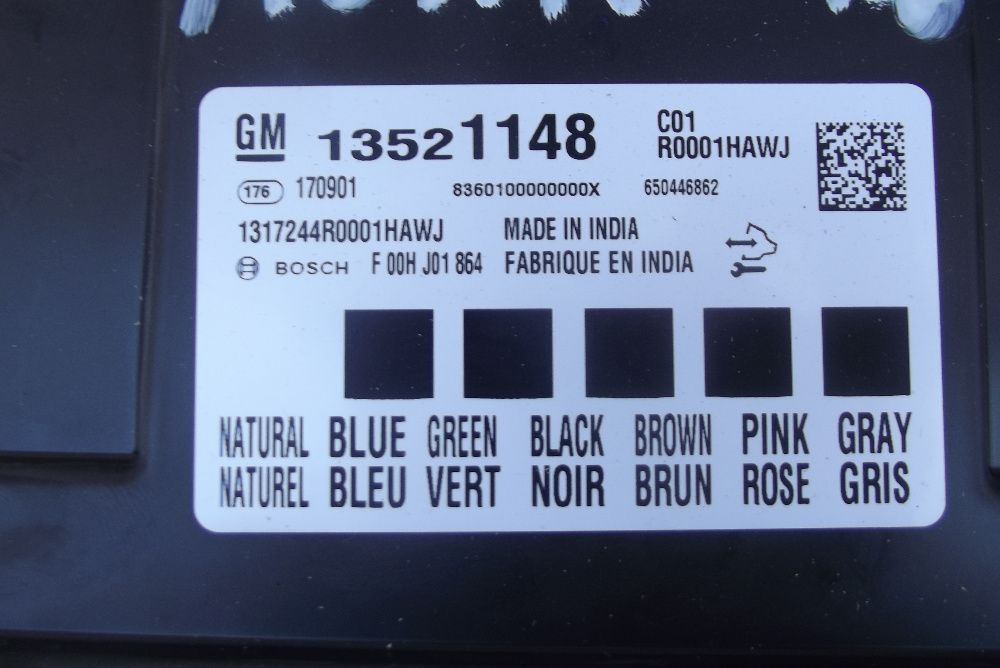 GM 13521148 C01
R0001HAWJ
176 170901 8360100000000X 650446862
1317244R0001HAWJ MADE IN INDIA
BOSCH F 00H J01 864 FABRIQUE EN INDIA
NATURAL BLUE GREEN BLACK BROWN PINK GRAY
NATUREL BLEU VERT NOIR BRUN ROSE GRIS